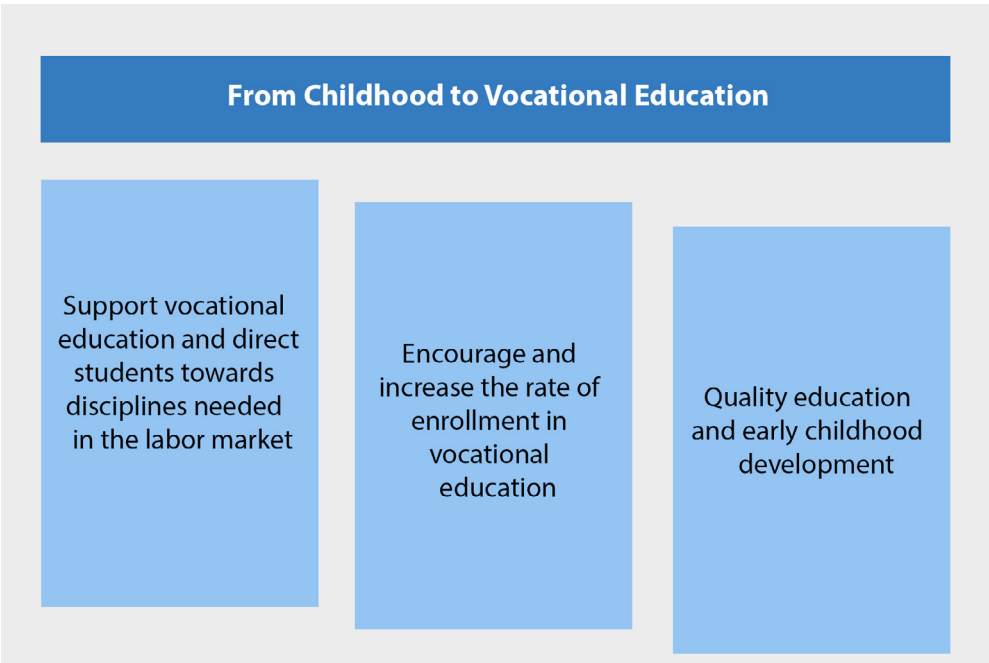 From Childhood to Vocational Education
Support vocational
education and direct
students towards
disciplines needed
in the labor market
Encourage and
increase the rate of
enrollment in
vocational
education
Quality education
and early childhood
development